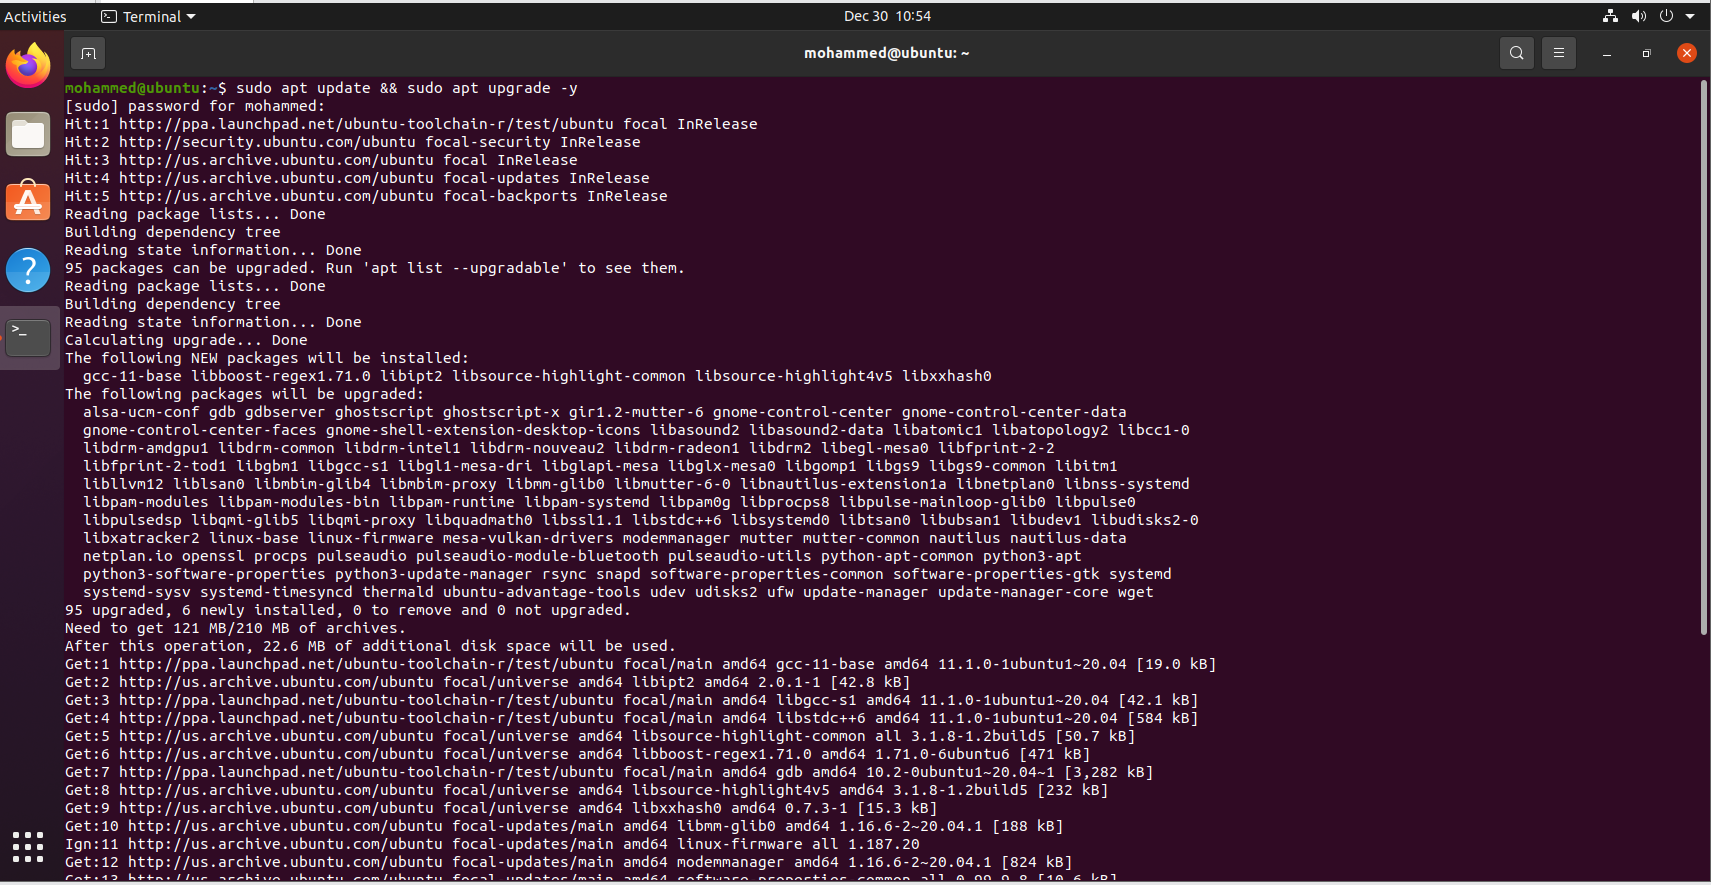 Activities Terminal Dec 30 10:54
mohammed@ubuntu: ~
mohammed@ubuntu:~$ sudo apt update && sudo apt upgrade -y
[sudo] password for mohammed:
Hit:1 http://ppa.launchpad.net/ubuntu-toolchain-r/test/ubuntu focal InRelease
Hit:2 http://security.ubuntu.com/ubuntu focal-security InRelease
Hit:3 http://us.archive.ubuntu.com/ubuntu focal InRelease
Hit:4 http://us.archive.ubuntu.com/ubuntu focal-updates InRelease
Hit:5 http://us.archive.ubuntu.com/ubuntu focal-backports InRelease
Reading package lists... Done
Building dependency tree
Reading state information... Done
95 packages can be upgraded. Run 'apt list --upgradable' to see them.
Reading package lists... Done
Building dependency tree
Reading state information... Done
Calculating upgrade... Done
The following NEW packages will be installed:
  gcc-11-base libboost-regex1.71.0 libipt2 libsource-highlight-common libsource-highlight4v5 libxxhash0
The following packages will be upgraded:
  alsa-ucm-conf gdb gdbserver ghostscript ghostscript-x gir1.2-mutter-6 gnome-control-center gnome-control-center-data
  gnome-control-center-faces gnome-shell-extension-desktop-icons libasound2 libasound2-data libatomic1 libatopology2 libcc1-0
  libdrm-amdgpu1 libdrm-common libdrm-intel1 libdrm-nouveau2 libdrm-radeon1 libdrm2 libegl-mesa0 libfprint-2-2
  libfprint-2-tod1 libgbm1 libgcc-s1 libgl1-mesa-dri libglapi-mesa libglx-mesa0 libgomp1 libgs9 libgs9-common libitm1
  libllvm12 liblsan0 libmbim-glib4 libmbim-proxy libmm-glib0 libmutter-6-0 libnautilus-extension1a libnetplan0 libnss-systemd
  libpam-modules libpam-modules-bin libpam-runtime libpam-systemd libpam0g libprocps8 libpulse-mainloop-glib0 libpulse0
  libpulsedsp libqmi-glib5 libqmi-proxy libquadmath0 libssl1.1 libstdc++6 libsystemd0 libtsan0 libubsan1 libudev1 libudisks2-0
  libxatracker2 linux-base linux-firmware mesa-vulkan-drivers modemmanager mutter mutter-common nautilus nautilus-data
  netplan.io openssl procps pulseaudio pulseaudio-module-bluetooth pulseaudio-utils python-apt-common python3-apt
  python3-software-properties python3-update-manager rsync snapd software-properties-common software-properties-gtk systemd
  systemd-sysv systemd-timesyncd thermald ubuntu-advantage-tools udev udisks2 ufw update-manager update-manager-core wget
95 upgraded, 6 newly installed, 0 to remove and 0 not upgraded.
Need to get 121 MB/210 MB of archives.
After this operation, 22.6 MB of additional disk space will be used.
Get:1 http://ppa.launchpad.net/ubuntu-toolchain-r/test/ubuntu focal/main amd64 gcc-11-base amd64 11.1.0-1ubuntu1~20.04 [19.0 kB]
Get:2 http://us.archive.ubuntu.com/ubuntu focal/universe amd64 libipt2 amd64 2.0.1-1 [42.8 kB]
Get:3 http://ppa.launchpad.net/ubuntu-toolchain-r/test/ubuntu focal/main amd64 libgcc-s1 amd64 11.1.0-1ubuntu1~20.04 [42.1 kB]
Get:4 http://ppa.launchpad.net/ubuntu-toolchain-r/test/ubuntu focal/main amd64 libstdc++6 amd64 11.1.0-1ubuntu1~20.04 [584 kB]
Get:5 http://us.archive.ubuntu.com/ubuntu focal/universe amd64 libsource-highlight-common all 3.1.8-1.2build5 [50.7 kB]
Get:6 http://us.archive.ubuntu.com/ubuntu focal/universe amd64 libboost-regex1.71.0 amd64 1.71.0-6ubuntu6 [471 kB]
Get:7 http://ppa.launchpad.net/ubuntu-toolchain-r/test/ubuntu focal/main amd64 gdb amd64 10.2-0ubuntu1~20.04~1 [3,282 kB]
Get:8 http://us.archive.ubuntu.com/ubuntu focal/universe amd64 libsource-highlight4v5 amd64 3.1.8-1.2build5 [232 kB]
Get:9 http://us.archive.ubuntu.com/ubuntu focal/universe amd64 libxxhash0 amd64 0.7.3-1 [15.3 kB]
Get:10 http://us.archive.ubuntu.com/ubuntu focal-updates/main amd64 libmm-glib0 amd64 1.16.6-2~20.04.1 [188 kB]
Ign:11 http://us.archive.ubuntu.com/ubuntu focal-updates/main amd64 linux-firmware all 1.187.20
Get:12 http://us.archive.ubuntu.com/ubuntu focal-updates/main amd64 modemmanager amd64 1.16.6-2~20.04.1 [824 kB]
Get:13 http://us.archive.ubuntu.com/ubuntu focal-updates/main amd64 software-properties-common all 0.99.9.8 [10.6 kB]